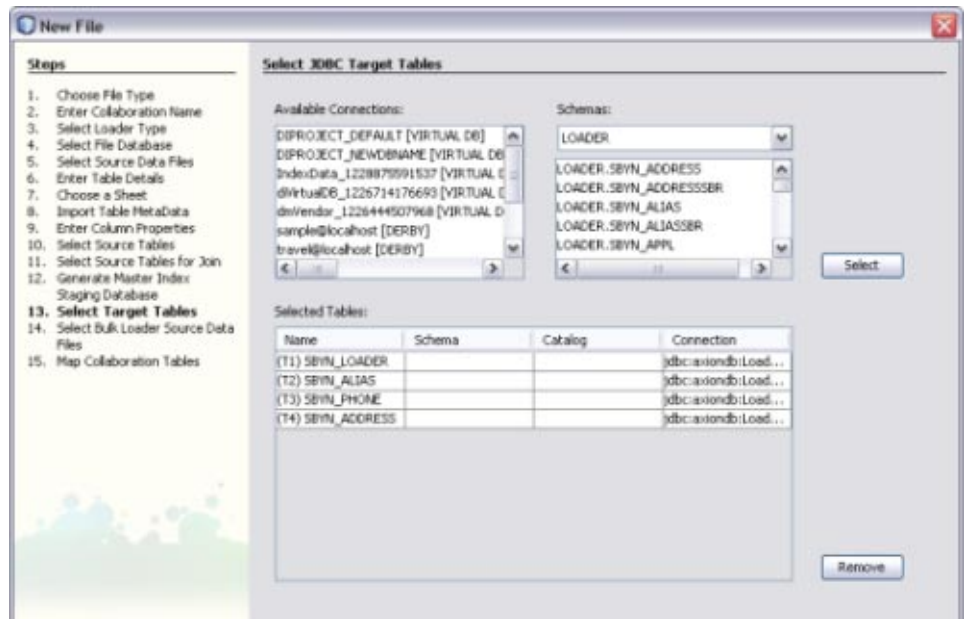 New File
Steps
1. Choose File Type
2. Enter Collaboration Name
3. Select Loader Type
4. Select File Database
5. Select Source Data Files
6. Enter Table Details
7. Choose a Sheet
8. Import Table MetaData
9. Enter Column Properties
10. Select Source Tables
11. Select Source Tables for Join
12. Generate Master Index
Staging Database
13. Select Target Tables
14. Select Bulk Loader Source Data
Files
15. Map Collaboration Tables
Select JDBC Target Tables
Available Connections:
DIPROJECT_DEFAULT [VIRTUAL DB]
DIPROJECT_NEWDBNAME [VIRTUAL DB
IndexData_1228875591537 [VIRTUAL D
diVirtualDB_1226714176693 [VIRTUAL D
dmVendor_1226444507968 [VIRTUAL D
sample@localhost [DERBY]
travel@localhost [DERBY]
Schemas:
LOADER
LOADER.SBYN_ADDRESS
LOADER.SBYN_ADDRESSSBR
LOADER.SBYN_ALIAS
LOADER.SBYN_ALIASSBR
LOADER.SBYN_APPL
Select
Selected Tables:
Name Schema Catalog Connection
(T1) SBYN_LOADER jdbc:axiondb:Load...
(T2) SBYN_ALIAS jdbc:axiondb:Load...
(T3) SBYN_PHONE jdbc:axiondb:Load...
(T4) SBYN_ADDRESS jdbc:axiondb:Load...
Remove